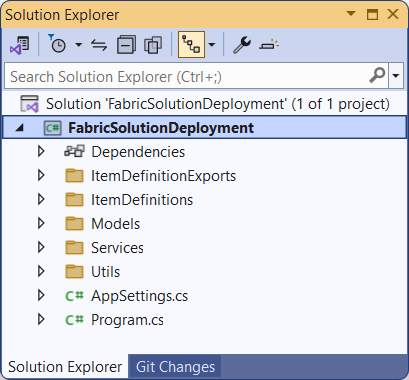 Solution Explorer
Search Solution Explorer (Ctrl+;)
Solution 'FabricSolutionDeployment' (1 of 1 project)
C# FabricSolutionDeployment
Dependencies
ItemDefinitionExports
ItemDefinitions
Models
Services
Utils
C# AppSettings.cs
C# Program.cs
Solution Explorer Git Changes